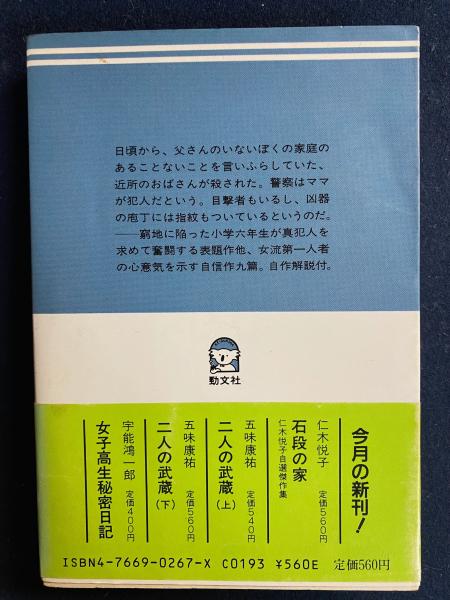 日頃から、父さんのいないぼくの家庭の
あることないことを言いふらしていた、
近所のおばさんが殺された。警察はママ
が犯人だという。目撃者もいるし、凶器
の庖丁には指紋もついているというのだ。
――窮地に陥った小学六年生が真犯人を
求めて奮闘する表題作他、女流第一人者
の心意気を示す自信作九篇。自作解説付。
勁文社
今月の新刊!
仁木悦子 定価560円
石段の家
仁木悦子自選傑作集
五味康祐 定価540円
二人の武蔵(上)
五味康祐 定価560円
二人の武蔵(下)
宇能鴻一郎 定価400円
女子高生秘密日記
ISBN4-7669-0267-X C0193 ¥560E 定価560円